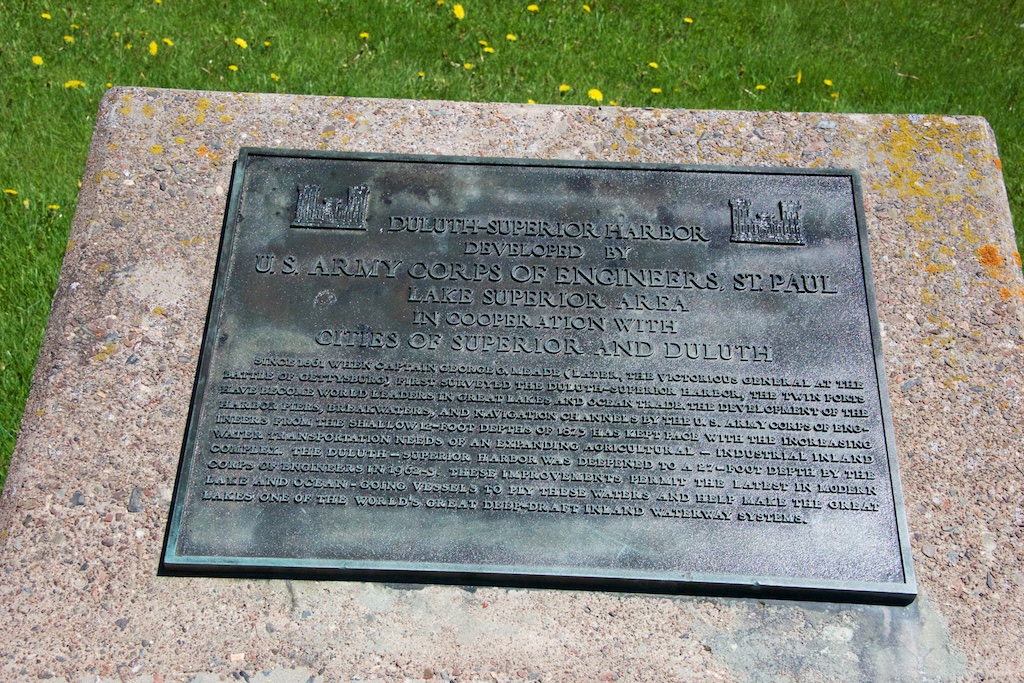 DULUTH-SUPERIOR HARBOR
DEVELOPED BY
U. S. ARMY CORPS OF ENGINEERS, ST. PAUL
LAKE SUPERIOR AREA
IN COOPERATION WITH
CITIES OF SUPERIOR AND DULUTH
SINCE 1861 WHEN CAPTAIN GEORGE G. MEADE (LATER, THE VICTORIOUS GENERAL AT THE
BATTLE OF GETTYSBURG) FIRST SURVEYED THE DULUTH-SUPERIOR HARBOR, THE TWIN PORTS
HAVE BECOME WORLD LEADERS IN GREAT LAKES AND OCEAN TRADE. THE DEVELOPMENT OF THE
HARBOR PIERS, BREAKWATERS, AND NAVIGATION CHANNELS BY THE U. S. ARMY CORPS OF ENG-
INEERS FROM THE SHALLOW 12-FOOT DEPTHS OF 1873 HAS KEPT PACE WITH THE INCREASING
WATER TRANSPORTATION NEEDS OF AN EXPANDING AGRICULTURAL - INDUSTRIAL INLAND
COMPLEX. THE DULUTH - SUPERIOR HARBOR WAS DEEPENED TO A 27-FOOT DEPTH BY THE
CORPS OF ENGINEERS IN 1962-3. THESE IMPROVEMENTS PERMIT THE LATEST IN MODERN
LAKE AND OCEAN-GOING VESSELS TO PLY THESE WATERS AND HELP MAKE THE GREAT
LAKES ONE OF THE WORLD'S GREAT DEEP-DRAFT INLAND WATERWAY SYSTEMS.